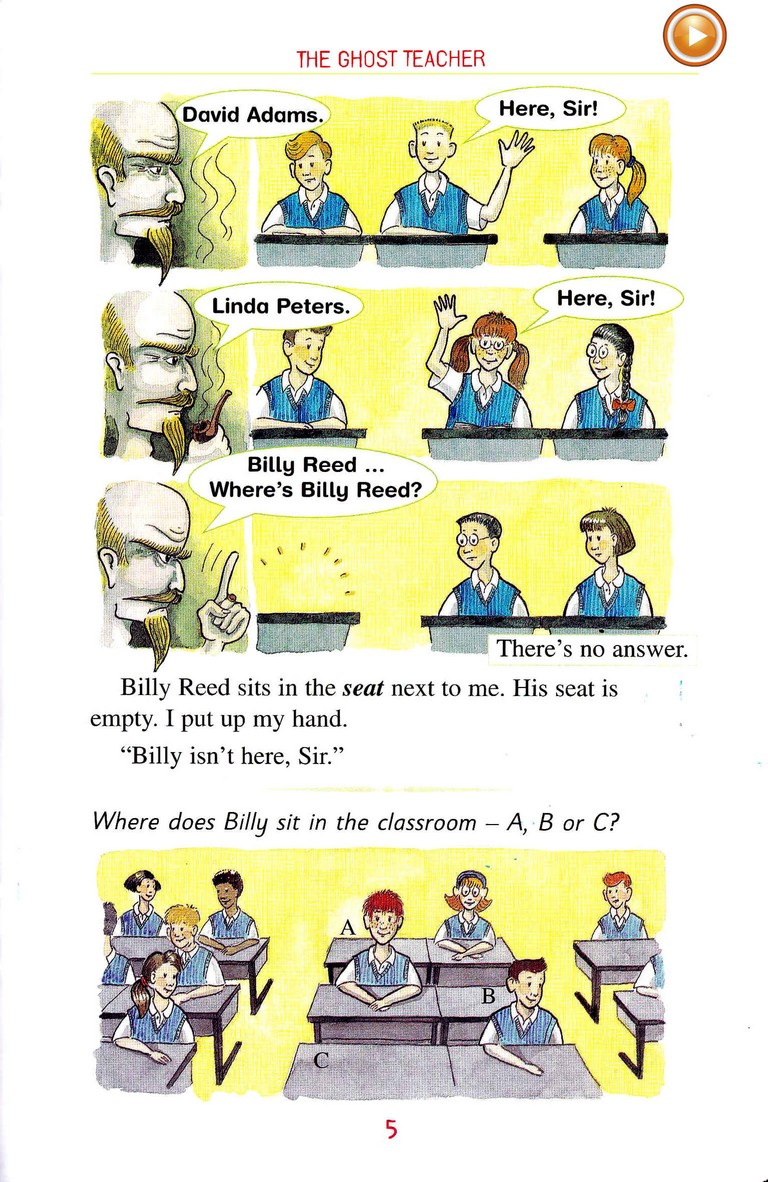 THE GHOST TEACHER
David Adams.
Here, Sir!
Linda Peters.
Here, Sir!
Billy Reed ...
Where's Billy Reed?
There's no answer.
Billy Reed sits in the seat next to me. His seat is
empty. I put up my hand.
“Billy isn't here, Sir.”
Where does Billy sit in the classroom – A, B or C?
A
B
C
5